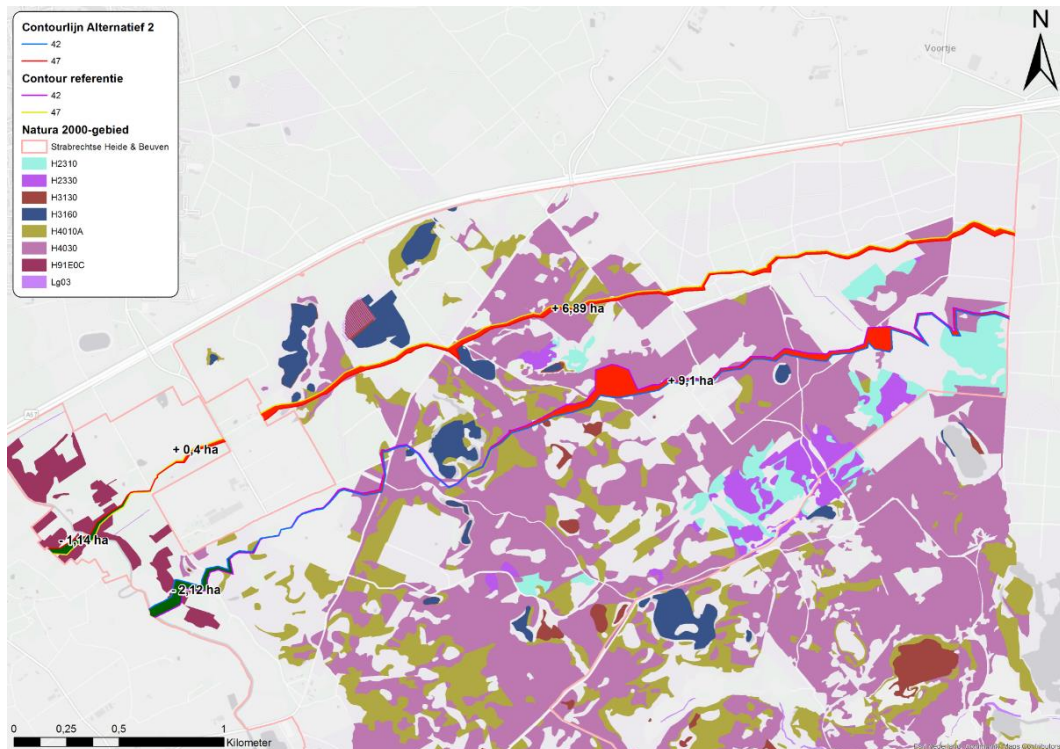 Contourlijn Alternatief 2
42
47
Contour referentie
42
47
Natura 2000-gebied
Strabrechtse Heide & Beuven
H2310
H2330
H3130
H3160
H4010A
H4030
H91E0C
Lg03
N
Voortje
+ 6,89 ha
+ 9,1 ha
A67
+ 0,4 ha
- 1,14 ha
- 2,12 ha
0 0,25 0,5 1
Kilometer